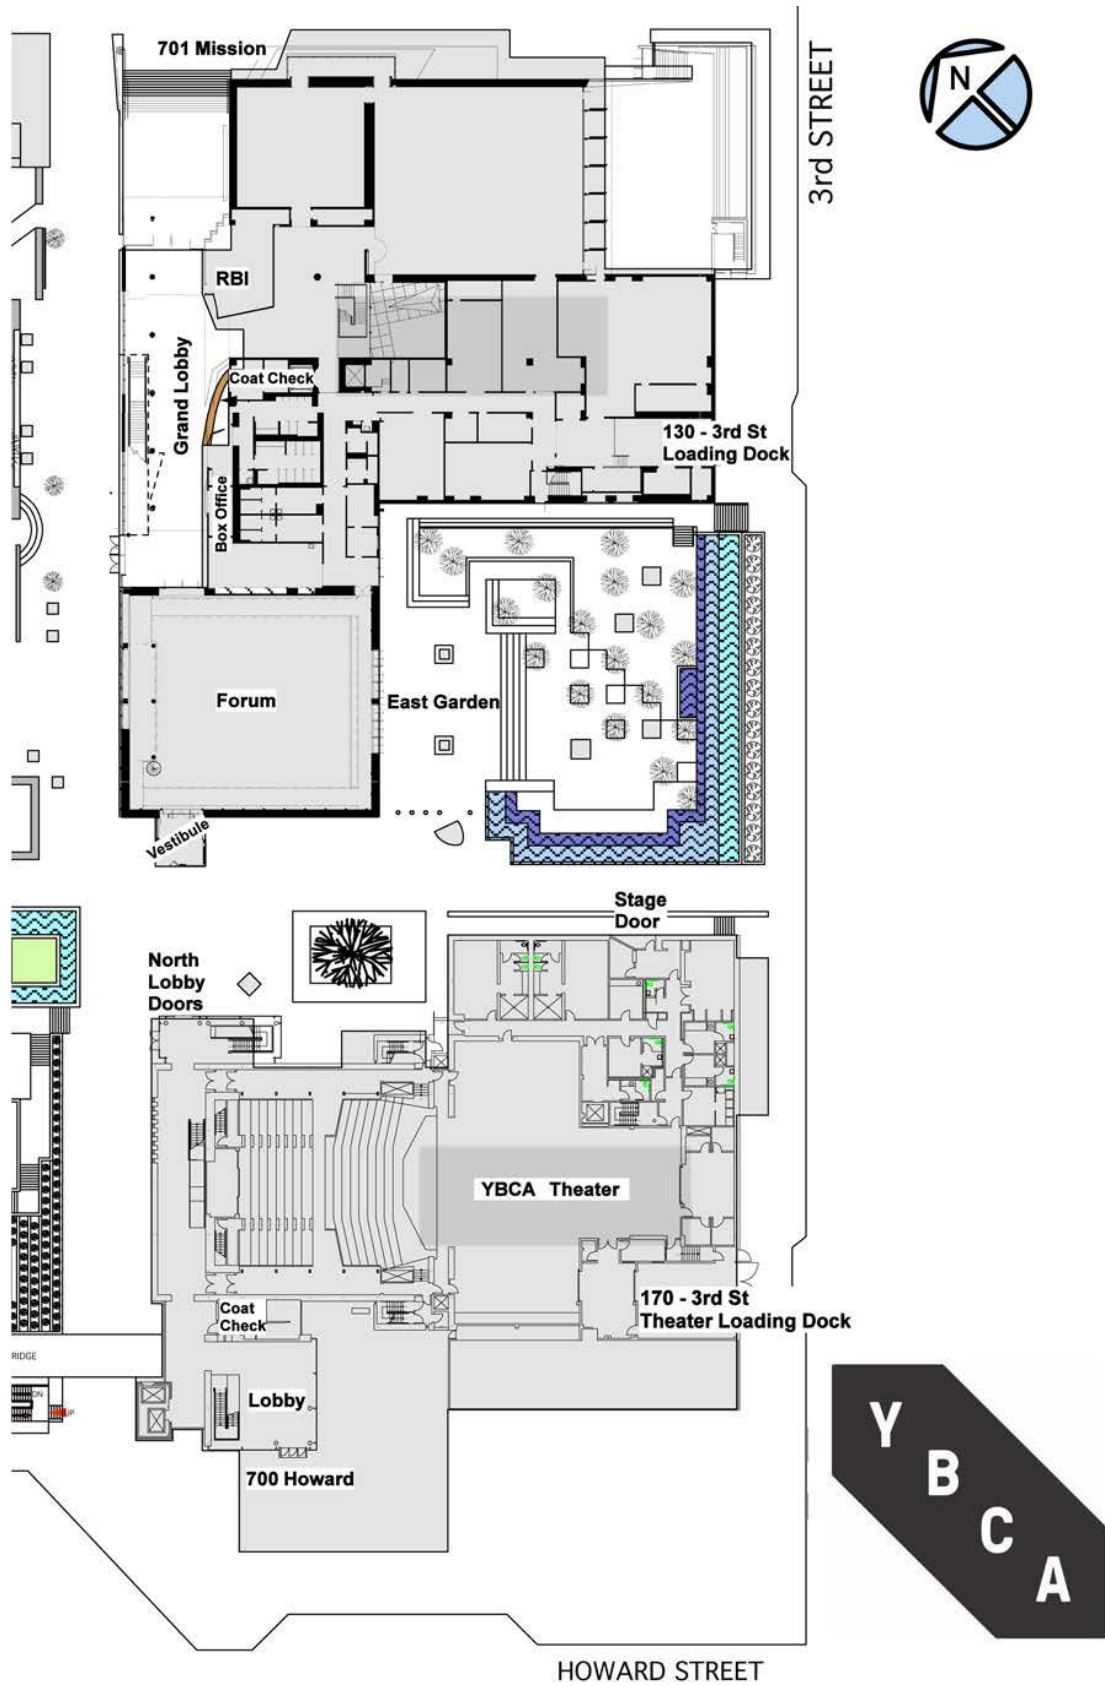 701 Mission
3rd STREET
N
RBI
Grand Lobby
Coat Check
130 - 3rd St
Loading Dock
Box Office
Forum
East Garden
Vestibule
Stage
Door
North
Lobby
Doors
YBCA Theater
170 - 3rd St
Theater Loading Dock
Coat
Check
RIDGE
DN
UP
Lobby
700 Howard
Y
B
C
A
HOWARD STREET